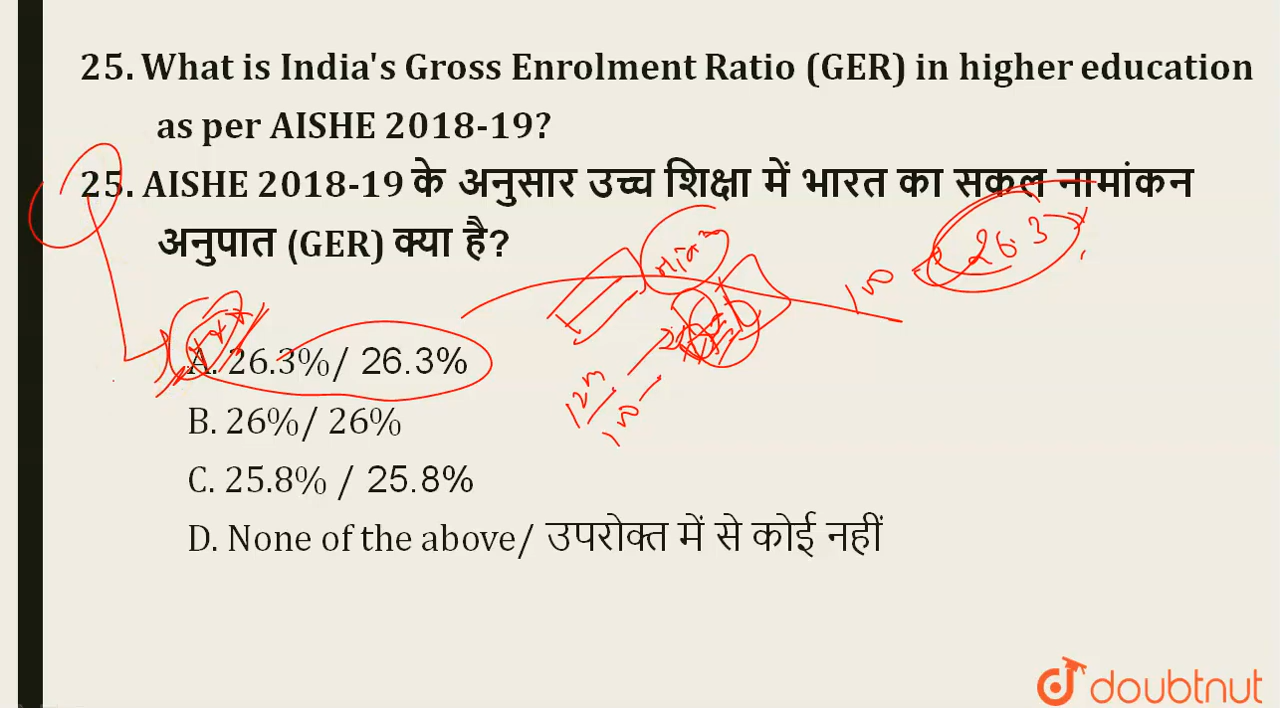 25. What is India's Gross Enrolment Ratio (GER) in higher education
as per AISHE 2018-19?
25. AISHE 2018-19 के अनुसार उच्च शिक्षा में भारत का सकल नामांकन
अनुपात (GER) क्या है?
26.3
100
A. 26.3%/ 26.3%
B. 26%/ 26%
C. 25.8% / 25.8%
D. None of the above/ उपरोक्त में से कोई नहीं
doubtnut